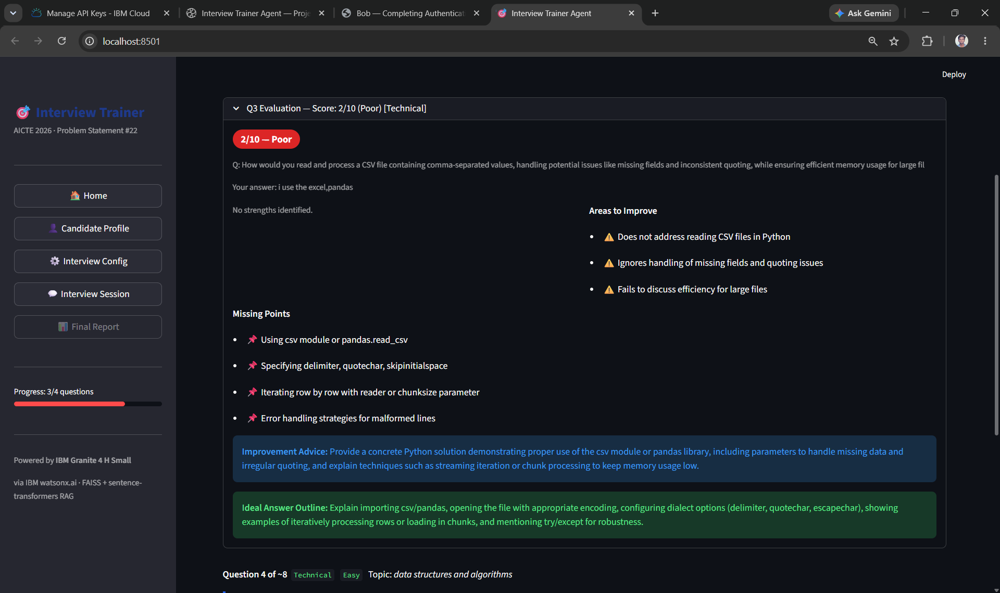 Manage API Keys - IBM Cloud
Interview Trainer Agent — Proje
Bob — Completing Authenticat
Interview Trainer Agent
Ask Gemini
localhost:8501
Deploy
Interview Trainer
AICTE 2026 · Problem Statement #22
Home
Candidate Profile
Interview Config
Interview Session
Final Report
Progress: 3/4 questions
Powered by IBM Granite 4 H Small
via IBM watsonx.ai · FAISS + sentence-
transformers RAG
Q3 Evaluation — Score: 2/10 (Poor) [Technical]
2/10 — Poor
Q: How would you read and process a CSV file containing comma-separated values, handling potential issues like missing fields and inconsistent quoting, while ensuring efficient memory usage for large fil
Your answer: i use the excel,pandas
No strengths identified.
Areas to Improve
• ⚠️ Does not address reading CSV files in Python
• ⚠️ Ignores handling of missing fields and quoting issues
• ⚠️ Fails to discuss efficiency for large files
Missing Points
• 📌 Using csv module or pandas.read_csv
• 📌 Specifying delimiter, quotechar, skipinitialspace
• 📌 Iterating row by row with reader or chunksize parameter
• 📌 Error handling strategies for malformed lines
Improvement Advice: Provide a concrete Python solution demonstrating proper use of the csv module or pandas library, including parameters to handle missing data and
irregular quoting, and explain techniques such as streaming iteration or chunk processing to keep memory usage low.
Ideal Answer Outline: Explain importing csv/pandas, opening the file with appropriate encoding, configuring dialect options (delimiter, quotechar, escapechar), showing
examples of iteratively processing rows or loading in chunks, and mentioning try/except for robustness.
Question 4 of ~8 Technical Easy Topic: data structures and algorithms